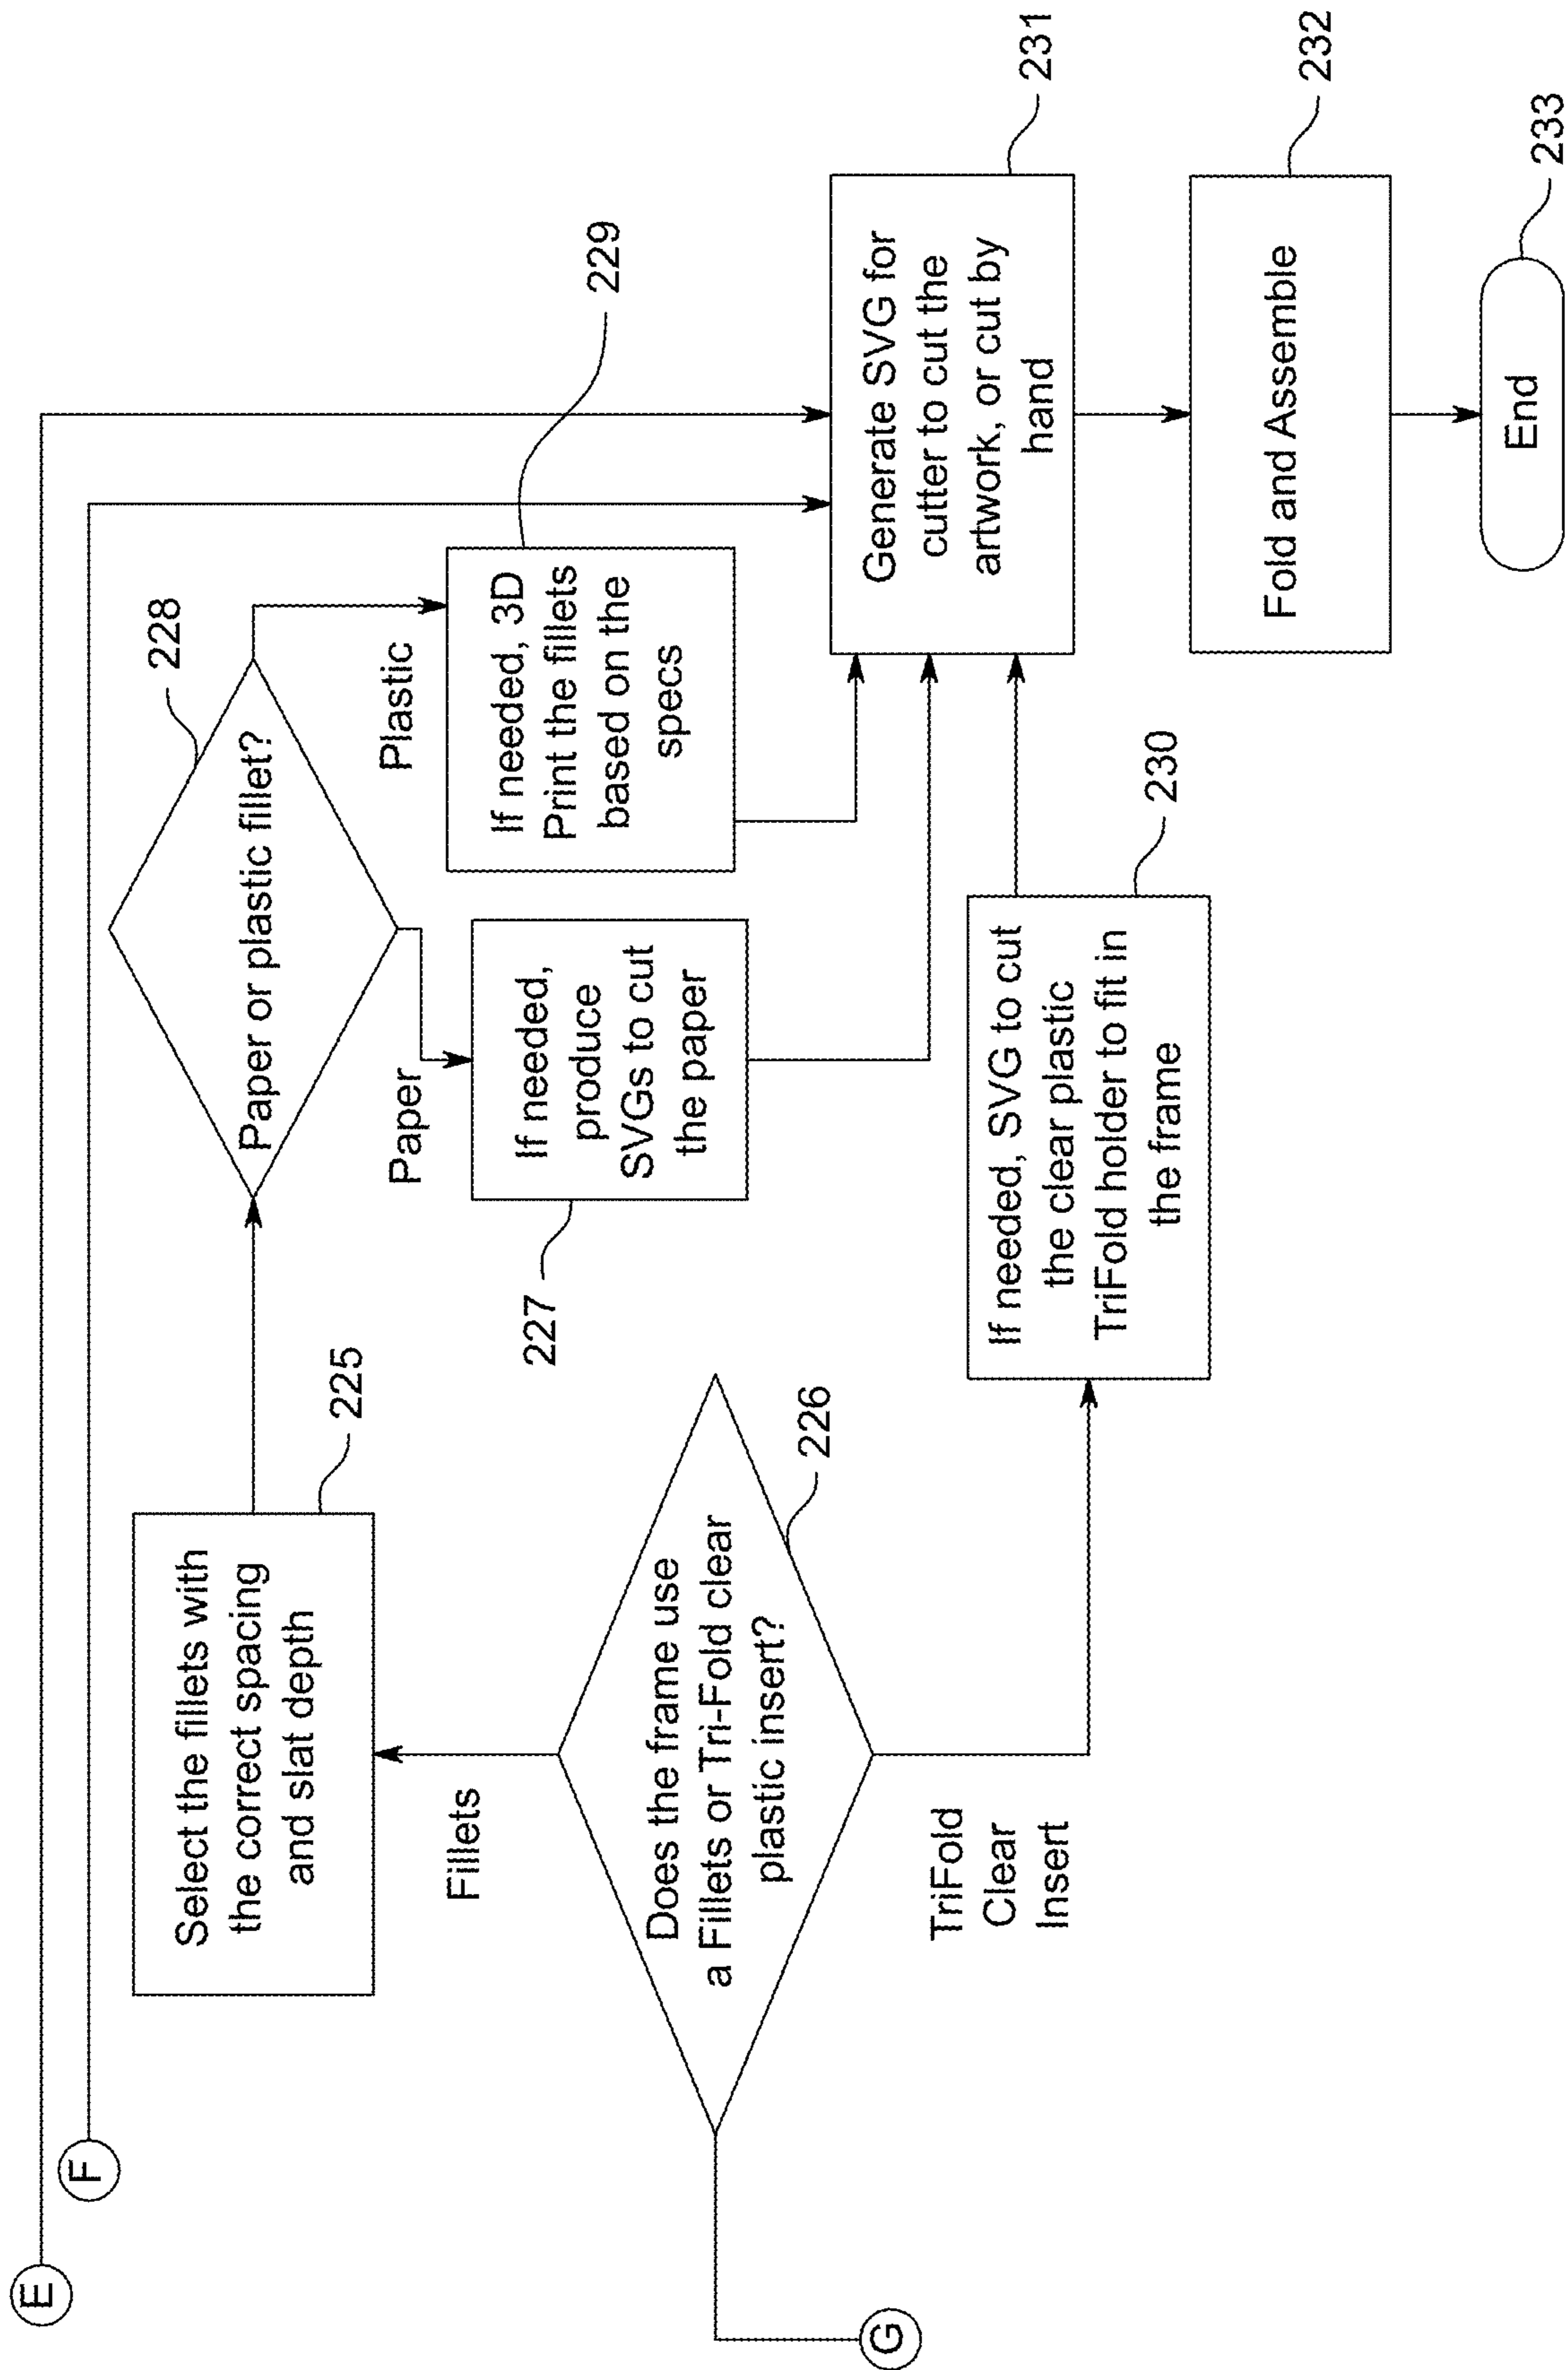 E
F
Select the fillets with
the correct spacing
and slat depth
225
Paper or plastic fillet?
228
Fillets
Paper
Plastic
If needed,
produce
SVGs to cut
the paper
227
If needed, 3D
Print the fillets
based on the
specs
229
G
Does the frame use
a Fillets or Tri-Fold clear
plastic insert?
226
TriFold
Clear
Insert
If needed, SVG to cut
the clear plastic
TriFold holder to fit in
the frame
230
Generate SVG for
cutter to cut the
artwork, or cut by
hand
231
Fold and Assemble
232
End
233